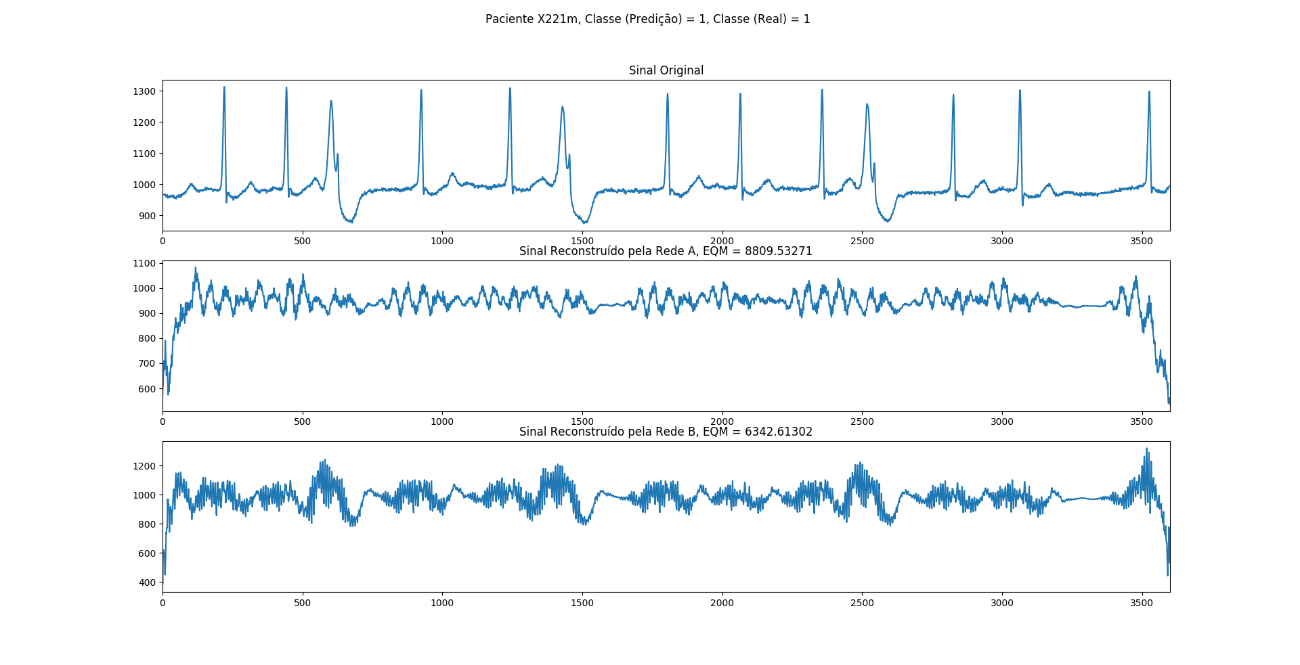 Paciente X221m, Classe (Predição) = 1, Classe (Real) = 1
Sinal Original
1300
1200
1100
1000
900
0 500 1000 1500 2000 2500 3000 3500
Sinal Reconstruído pela Rede A, EQM = 8809.53271
1100
1000
900
800
700
600
0 500 1000 1500 2000 2500 3000 3500
Sinal Reconstruído pela Rede B, EQM = 6342.61302
1200
1000
800
600
400
0 500 1000 1500 2000 2500 3000 3500